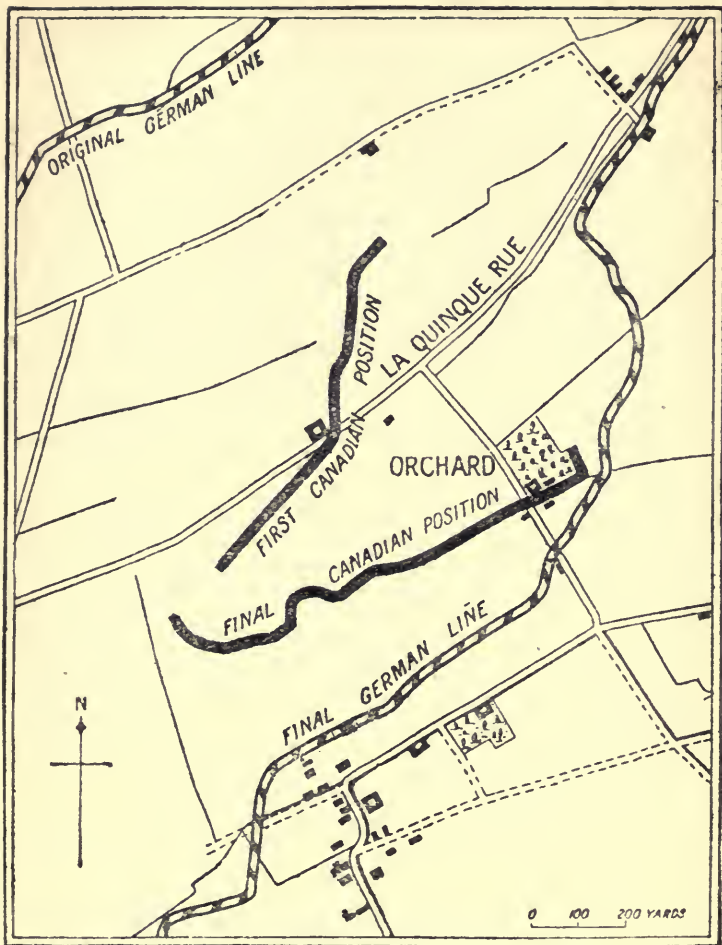 ORIGINAL GERMAN LINE
LA QUINQUE RUE
FIRST CANADIAN POSITION
ORCHARD
FINAL CANADIAN POSITION
FINAL GERMAN LINE
N
0 100 200 YARDS